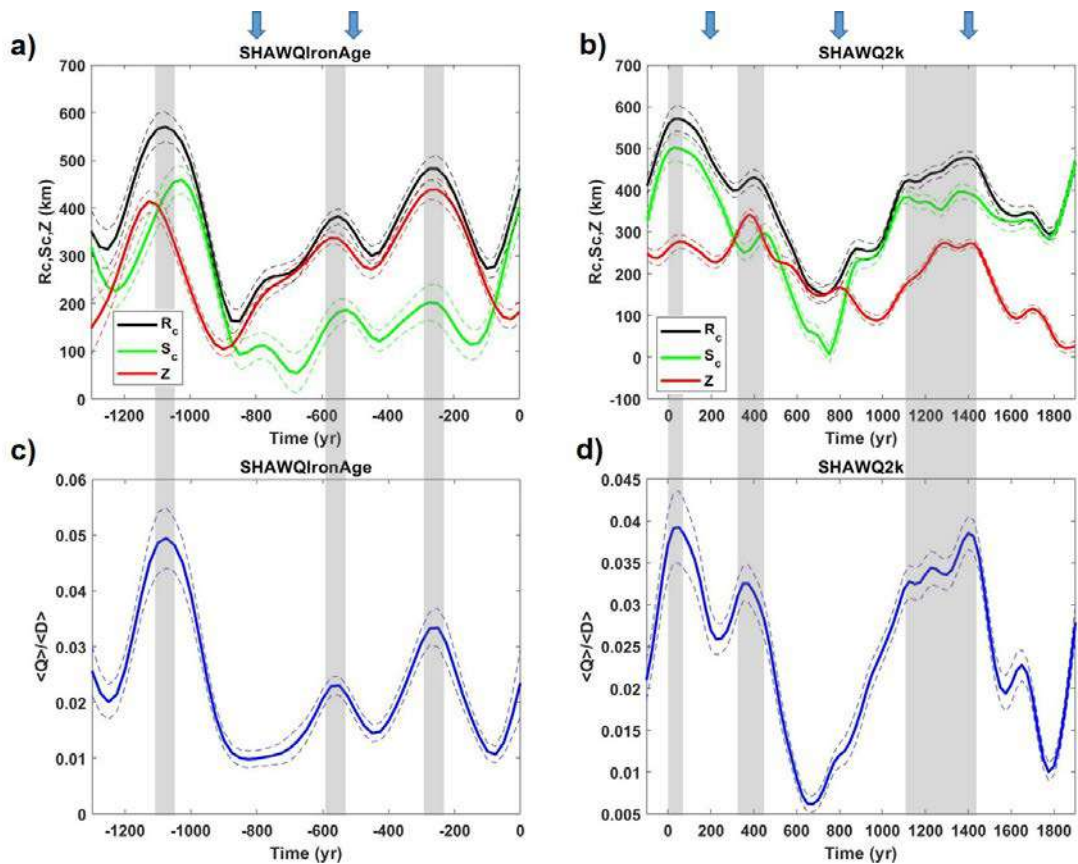 a)
SHAWQIronAge
700
600
500
400
300
200
100
0
Rc,Sc,Z (km)
Rc
Sc
Z
-1200 -1000 -800 -600 -400 -200 0
Time (yr)
b)
SHAWQ2k
700
600
500
400
300
200
100
0
-100
Rc,Sc,Z (km)
Rc
Sc
Z
0 200 400 600 800 1000 1200 1400 1600 1800
Time (yr)
c)
SHAWQIronAge
0.06
0.05
0.04
0.03
0.02
0.01
0
<Q>/<D>
-1200 -1000 -800 -600 -400 -200 0
Time (yr)
d)
SHAWQ2k
0.045
0.04
0.035
0.03
0.025
0.02
0.015
0.01
0.005
<Q>/<D>
0 200 400 600 800 1000 1200 1400 1600 1800
Time (yr)